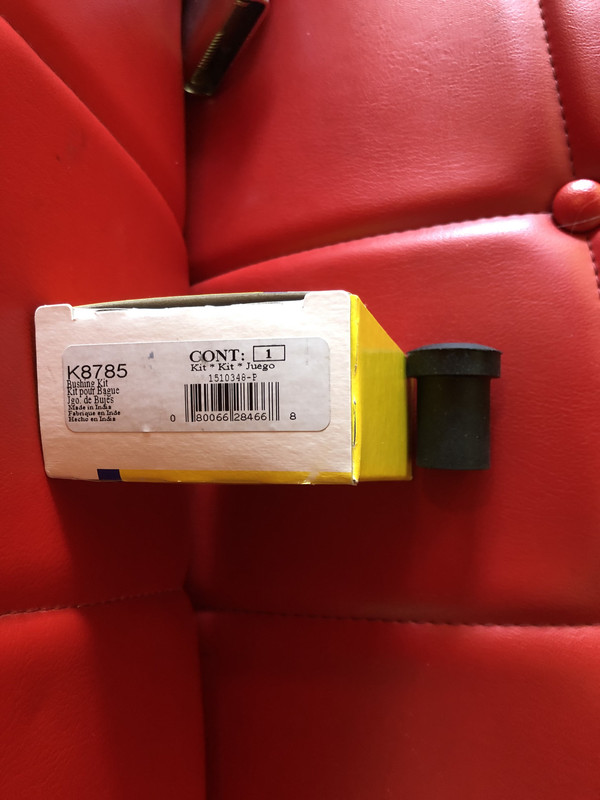 K8785
Bushing Kit
Kit pour Bague
Jgo. de Bujes
Made in India
Fabrique en Inde
Hecho en India
CONT: 1
Kit * Kit * Juego
1510348-P
0 80066 28466 8